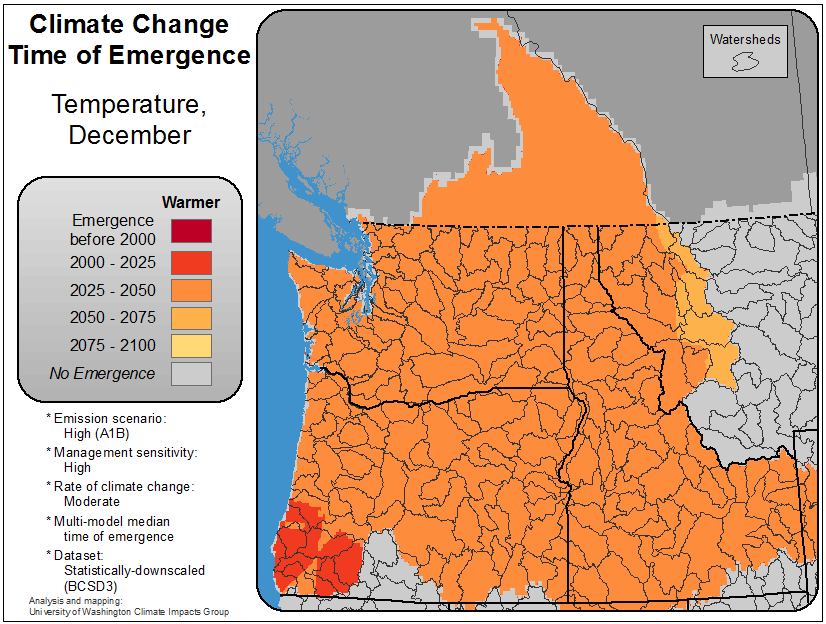 Climate Change
Time of Emergence
Temperature,
December
Warmer
Emergence
before 2000
2000 - 2025
2025 - 2050
2050 - 2075
2075 - 2100
No Emergence
* Emission scenario:
High (A1B)
* Management sensitivity:
High
* Rate of climate change:
Moderate
* Multi-model median
time of emergence
* Dataset:
Statistically-downscaled
(BCSD3)
Analysis and mapping:
University of Washington Climate Impacts Group
Watersheds